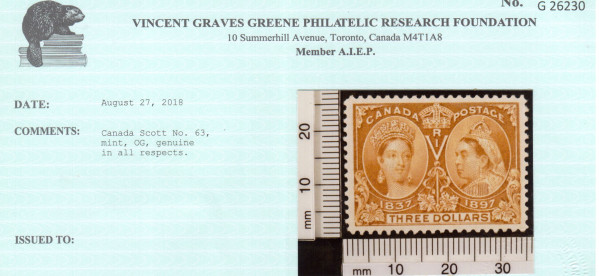 No. G 26230
VINCENT GRAVES GREENE PHILATELIC RESEARCH FOUNDATION
10 Summerhill Avenue, Toronto, Canada M4T1A8
Member A.I.E.P.
DATE: August 27, 2018
COMMENTS: Canada Scott No. 63,
mint, OG, genuine
in all respects.
ISSUED TO:
20
10
mm
CANADA POSTAGE
V R I
1837 1897
THREE DOLLARS
mm 10 20 30